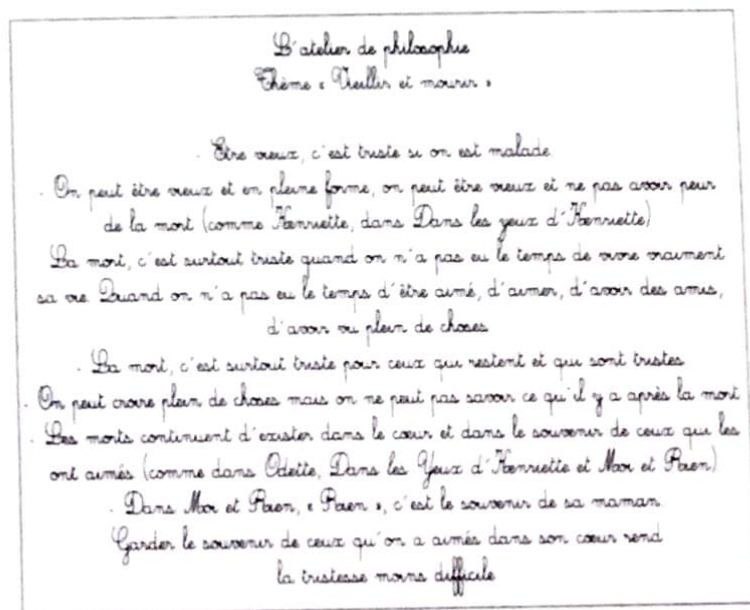 L'atelier de philosophie
Thème « Vieillir et mourir »
- Etre vieux, c'est triste si on est malade
- On peut être vieux et en pleine forme, on peut être vieux et ne pas avoir peur
de la mort (comme Henriette, dans Dans les yeux d'Henriette)
La mort, c'est surtout triste quand on n'a pas eu le temps de vivre vraiment
sa vie. Quand on n'a pas eu le temps d'être aimé, d'aimer, d'avoir des amis,
d'avoir vu plein de choses
- La mort, c'est surtout triste pour ceux qui restent et qui sont tristes
- On peut croire plein de choses mais on ne peut pas savoir ce qu'il y a après la mort
- Les morts continuent d'exister dans le cœur et dans le souvenir de ceux qui les
ont aimés (comme dans Odette, Dans les Yeux d'Henriette et Moi et Rien)
- Dans Moi et Rien, « Rien », c'est le souvenir de sa maman.
Garder le souvenir de ceux qu'on a aimés dans son cœur rend
la tristesse moins difficile